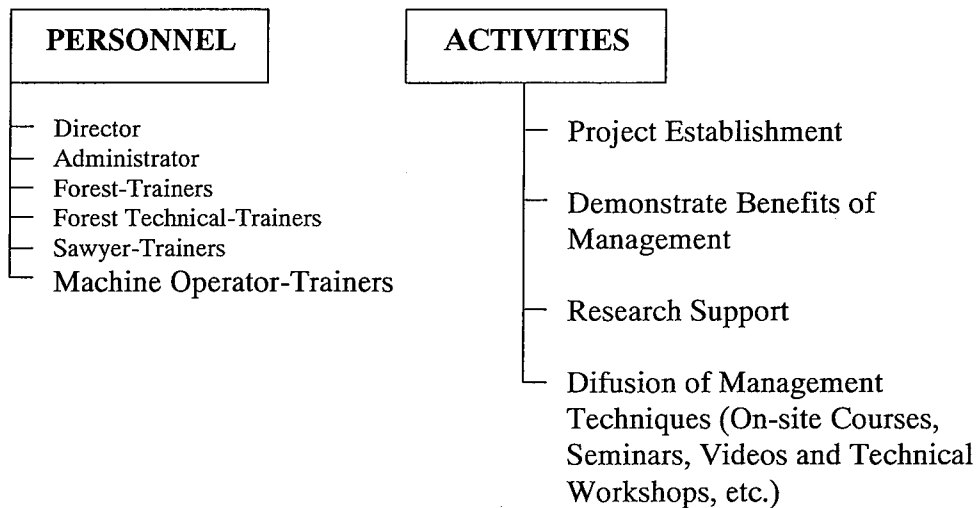 PERSONNEL
Director
Administrator
Forest-Trainers
Forest Technical-Trainers
Sawyer-Trainers
Machine Operator-Trainers
ACTIVITIES
Project Establishment
Demonstrate Benefits of
Management
Research Support
Difusion of Management
Techniques (On-site Courses,
Seminars, Videos and Technical
Workshops, etc.)